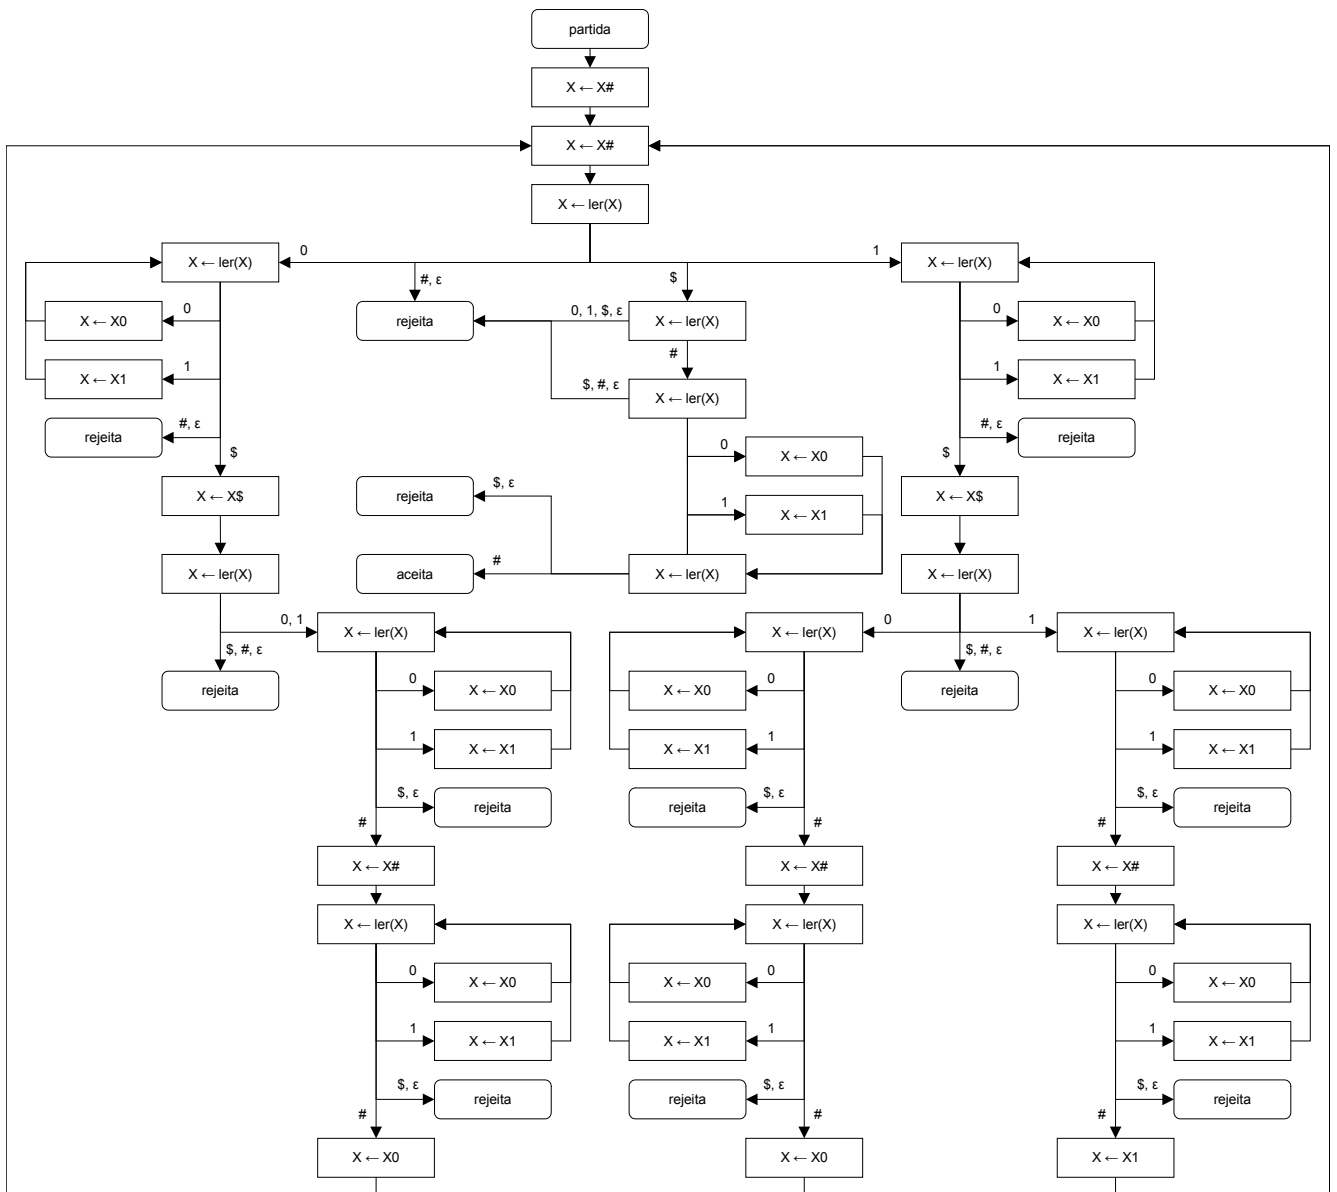 partida
X ← X#
X ← X#
X ← ler(X)
0
#, ε
$
1
X ← ler(X)
rejeita
0, 1, $, ε
X ← ler(X)
X ← ler(X)
X ← X0
0
#
0
X ← X0
X ← X1
1
$, #, ε
X ← ler(X)
1
X ← X1
rejeita
#, ε
$
0
X ← X0
#, ε
rejeita
$
X ← X$
rejeita
$, ε
1
X ← X1
X ← X$
X ← ler(X)
aceita
#
X ← ler(X)
X ← ler(X)
0, 1
X ← ler(X)
X ← ler(X)
0
1
X ← ler(X)
$, #, ε
rejeita
$, #, ε
rejeita
0
X ← X0
X ← X0
0
0
X ← X0
1
X ← X1
X ← X1
1
1
X ← X1
$, ε
rejeita
rejeita
$, ε
$, ε
rejeita
#
#
#
X ← X#
X ← X#
X ← X#
X ← ler(X)
X ← ler(X)
X ← ler(X)
0
X ← X0
X ← X0
0
0
X ← X0
1
X ← X1
X ← X1
1
1
X ← X1
$, ε
rejeita
rejeita
$, ε
$, ε
rejeita
#
#
#
X ← X0
X ← X0
X ← X1